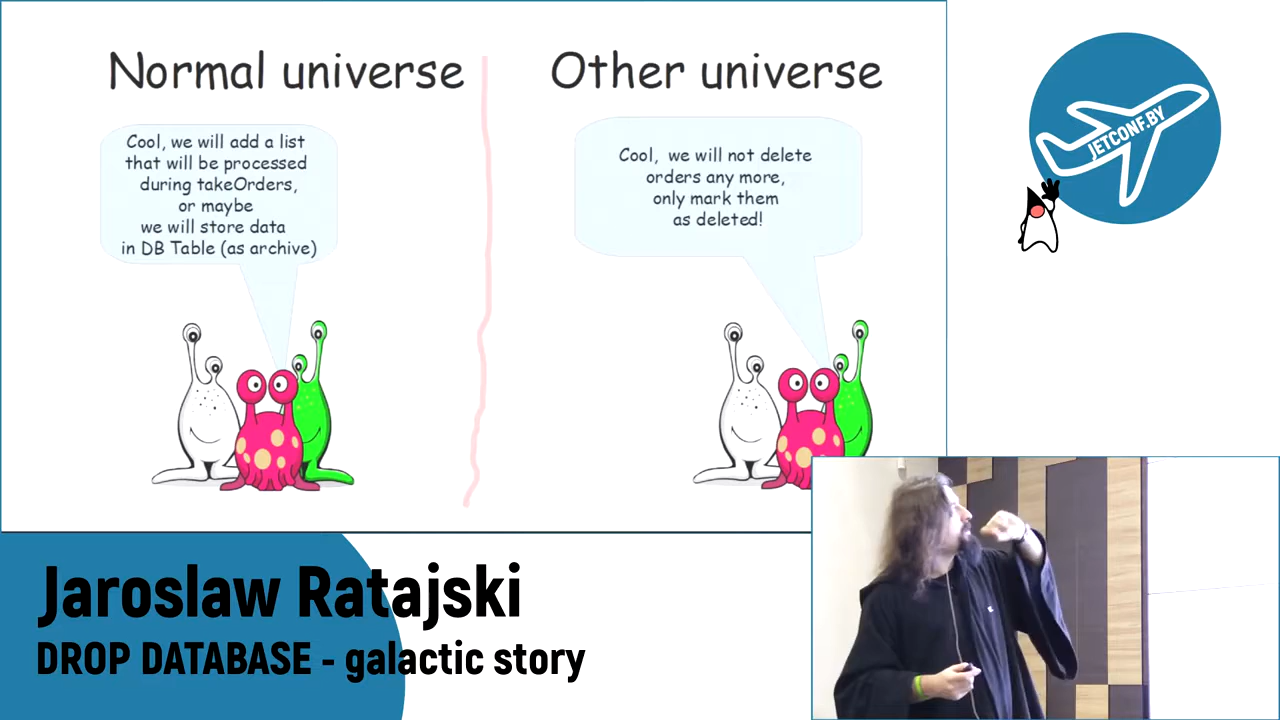 Normal universe
Other universe
Cool, we will add a list
that will be processed
during takeOrders,
or maybe
we will store data
in DB Table (as archive)
Cool, we will not delete
orders any more,
only mark them
as deleted!
JETCONF.BY
Jaroslaw Ratajski
DROP DATABASE - galactic story